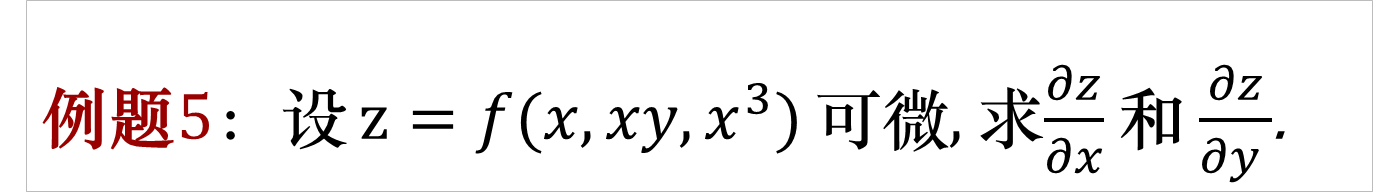 例题5：设 z = f(x, xy, x³) 可微, 求 ∂z/∂x 和 ∂z/∂y.